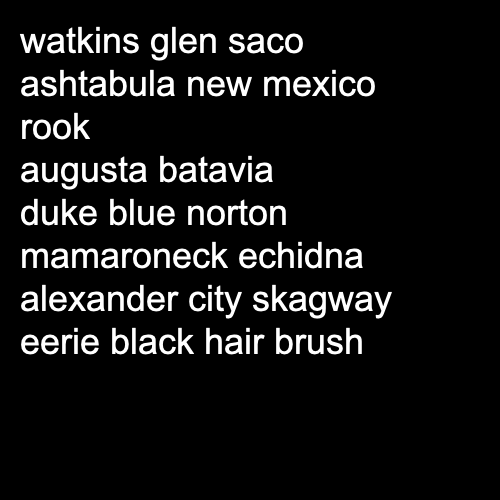 watkins glen saco
ashtabula new mexico
rook
augusta batavia
duke blue norton
mamaroneck echidna
alexander city skagway
eerie black hair brush